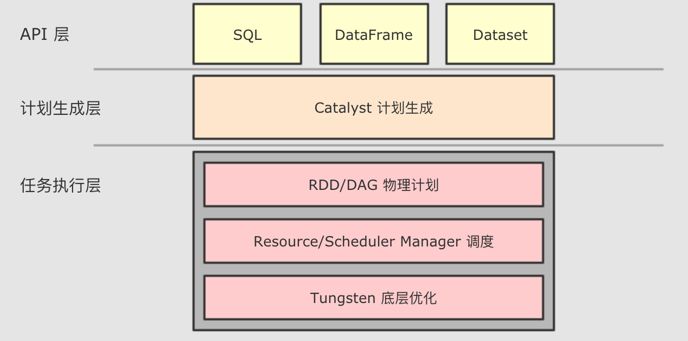 API 层
SQL
DataFrame
Dataset
计划生成层
Catalyst 计划生成
任务执行层
RDD/DAG 物理计划
Resource/Scheduler Manager 调度
Tungsten 底层优化